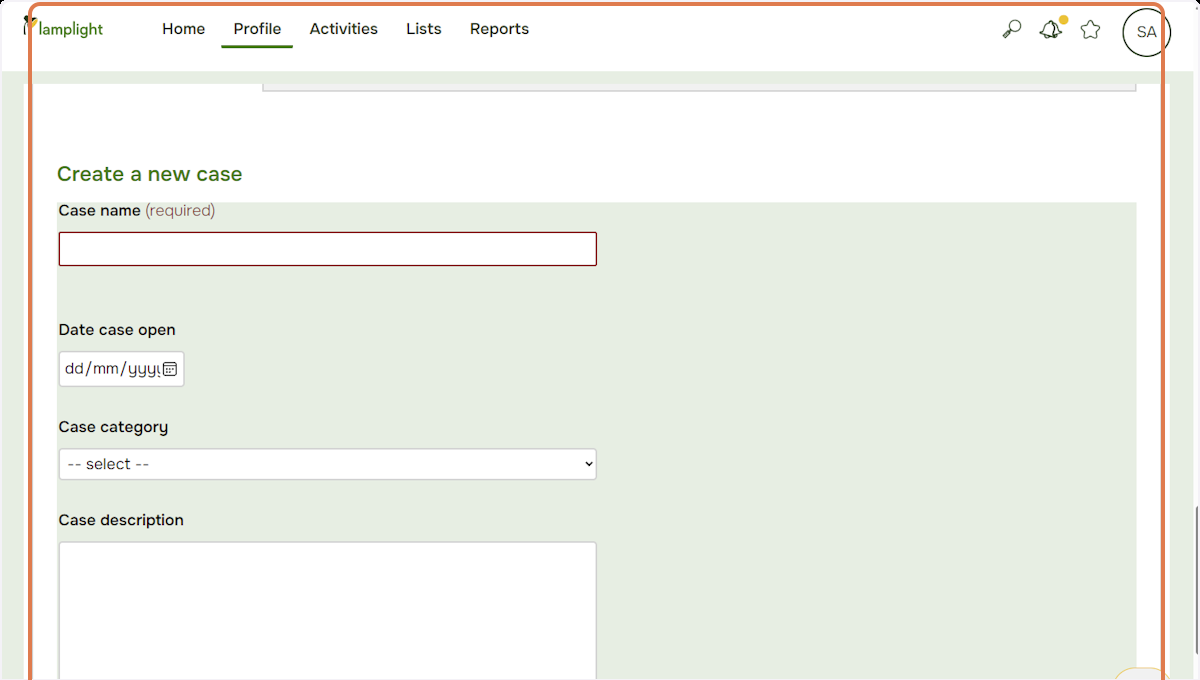 lamplight
Home Profile Activities Lists Reports
SA
Create a new case
Case name (required)
Date case open
dd/mm/yyyy
Case category
-- select --
Case description